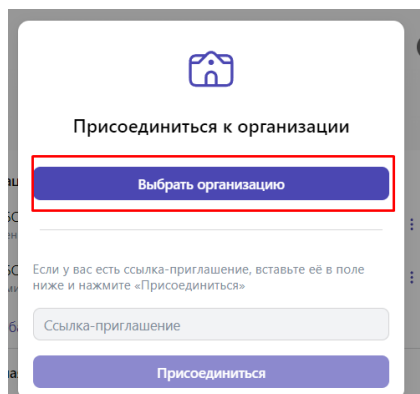 Присоединиться к организации
Выбрать организацию
Если у вас есть ссылка-приглашение, вставьте её в поле
ниже и нажмите «Присоединиться»
Ссылка-приглашение
Присоединиться